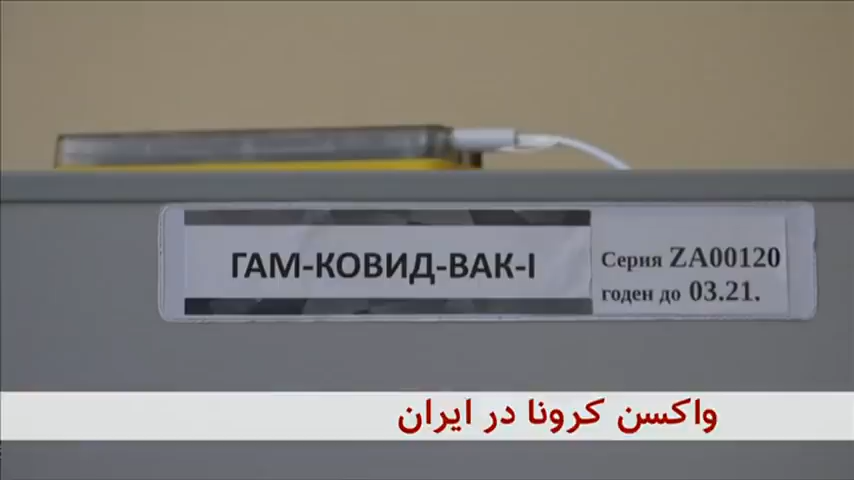 ГАМ-КОВИД-ВАК-I
Серия ZA00120
годен до 03.21.
واکسن کرونا در ایران